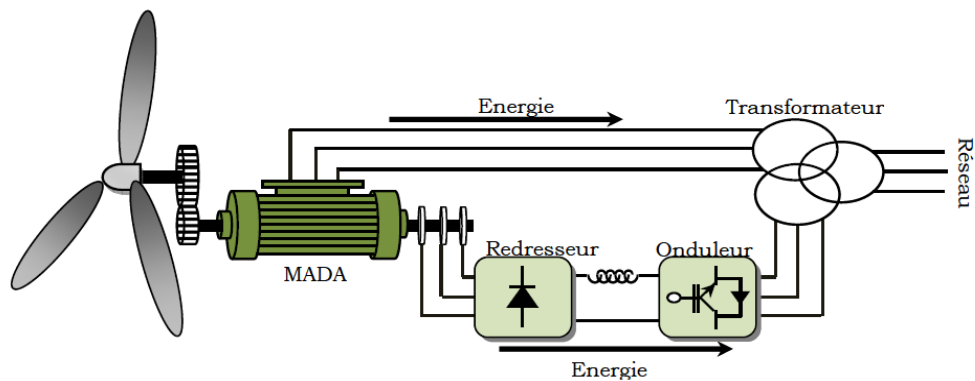 Energie
Transformateur
Réseau
MADA
Redresseur
Onduleur
Energie